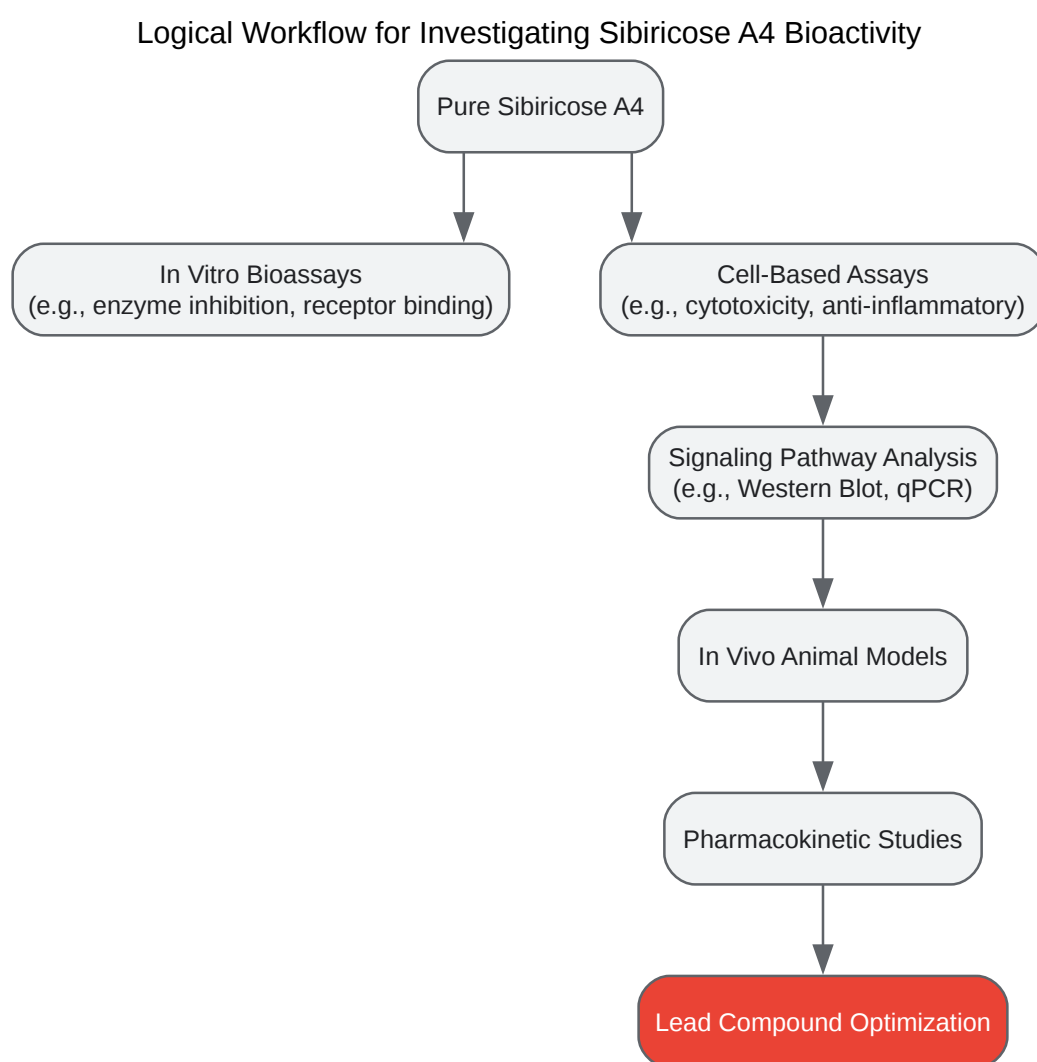 Logical Workflow for Investigating Sibiricose A4 Bioactivity
Pure Sibiricose A4
In Vitro Bioassays
(e.g., enzyme inhibition, receptor binding)
Cell-Based Assays
(e.g., cytotoxicity, anti-inflammatory)
Signaling Pathway Analysis
(e.g., Western Blot, qPCR)
In Vivo Animal Models
Pharmacokinetic Studies
Lead Compound Optimization